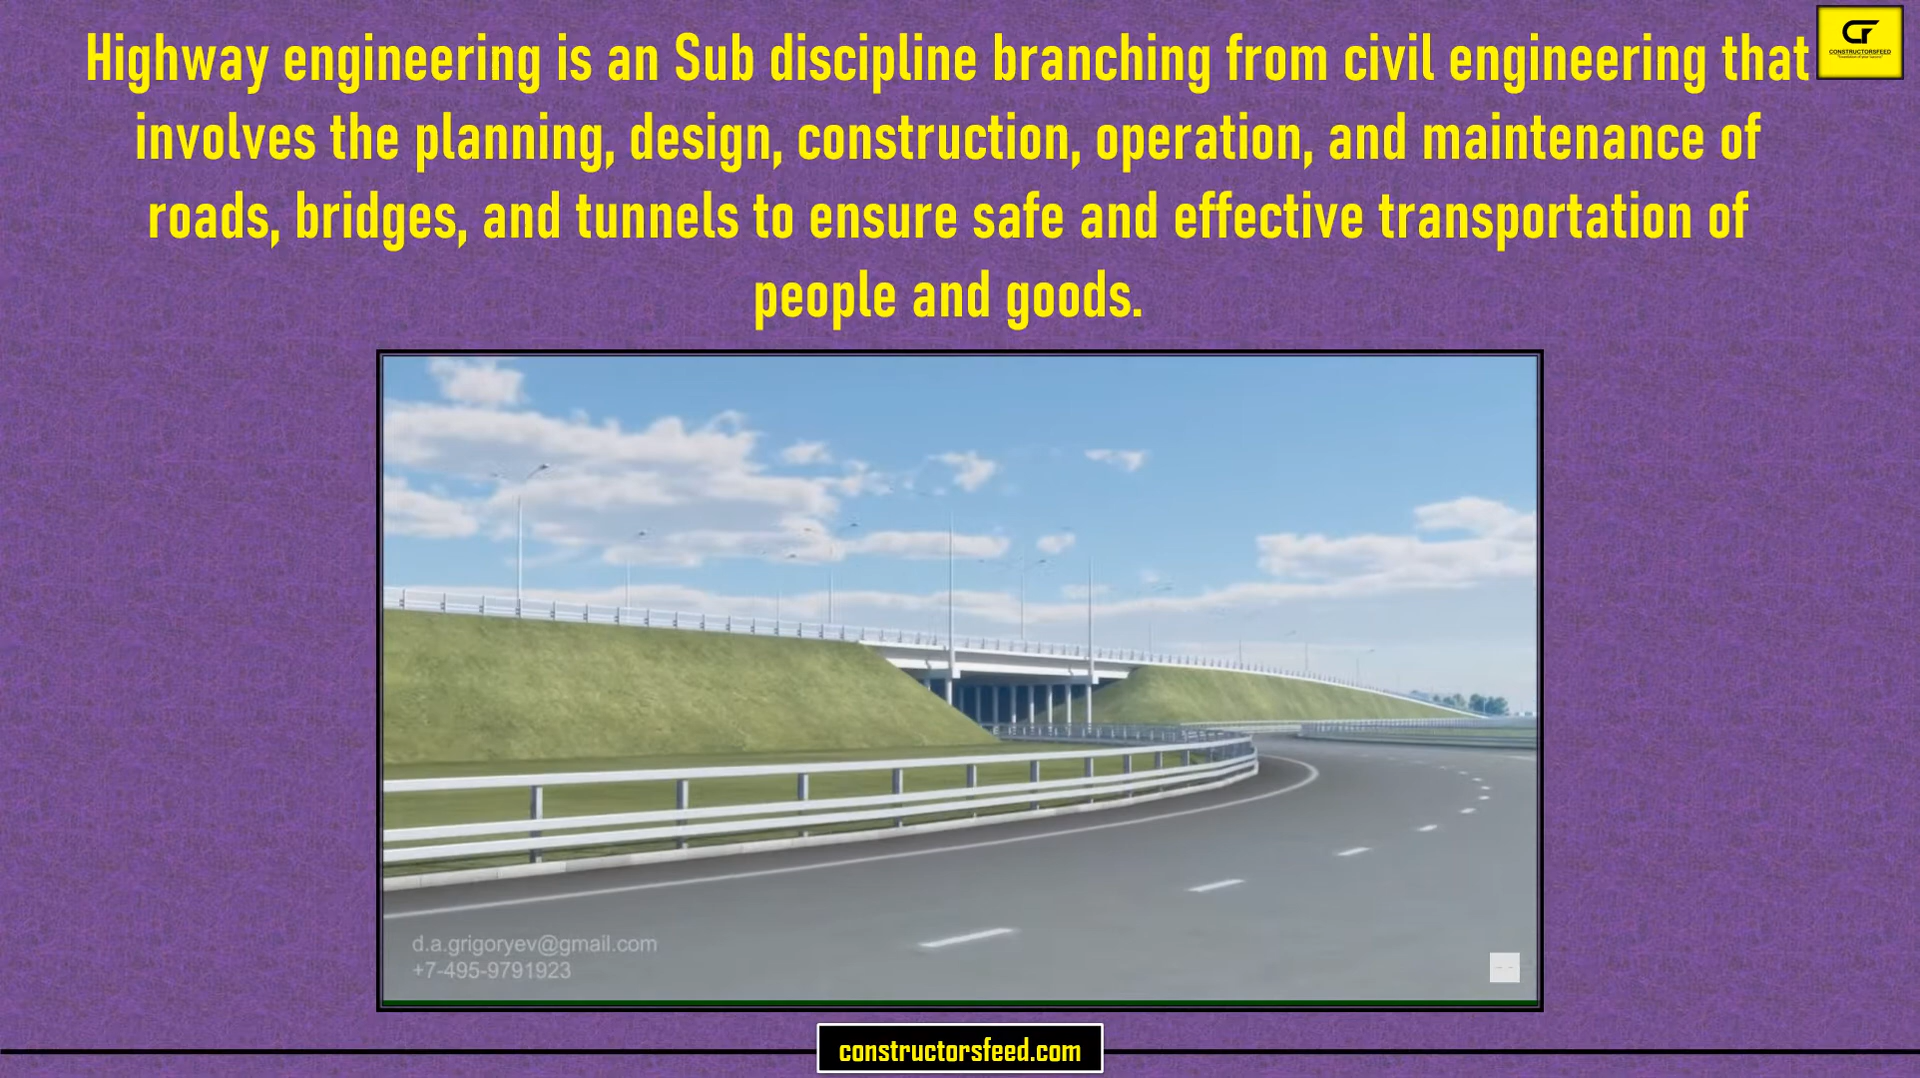 Highway engineering is an Sub discipline branching from civil engineering that
involves the planning, design, construction, operation, and maintenance of
roads, bridges, and tunnels to ensure safe and effective transportation of
people and goods.
CONSTRUCTORSFEED
d.a.grigoryev@gmail.com
+7-495-9791923
constructorsfeed.com